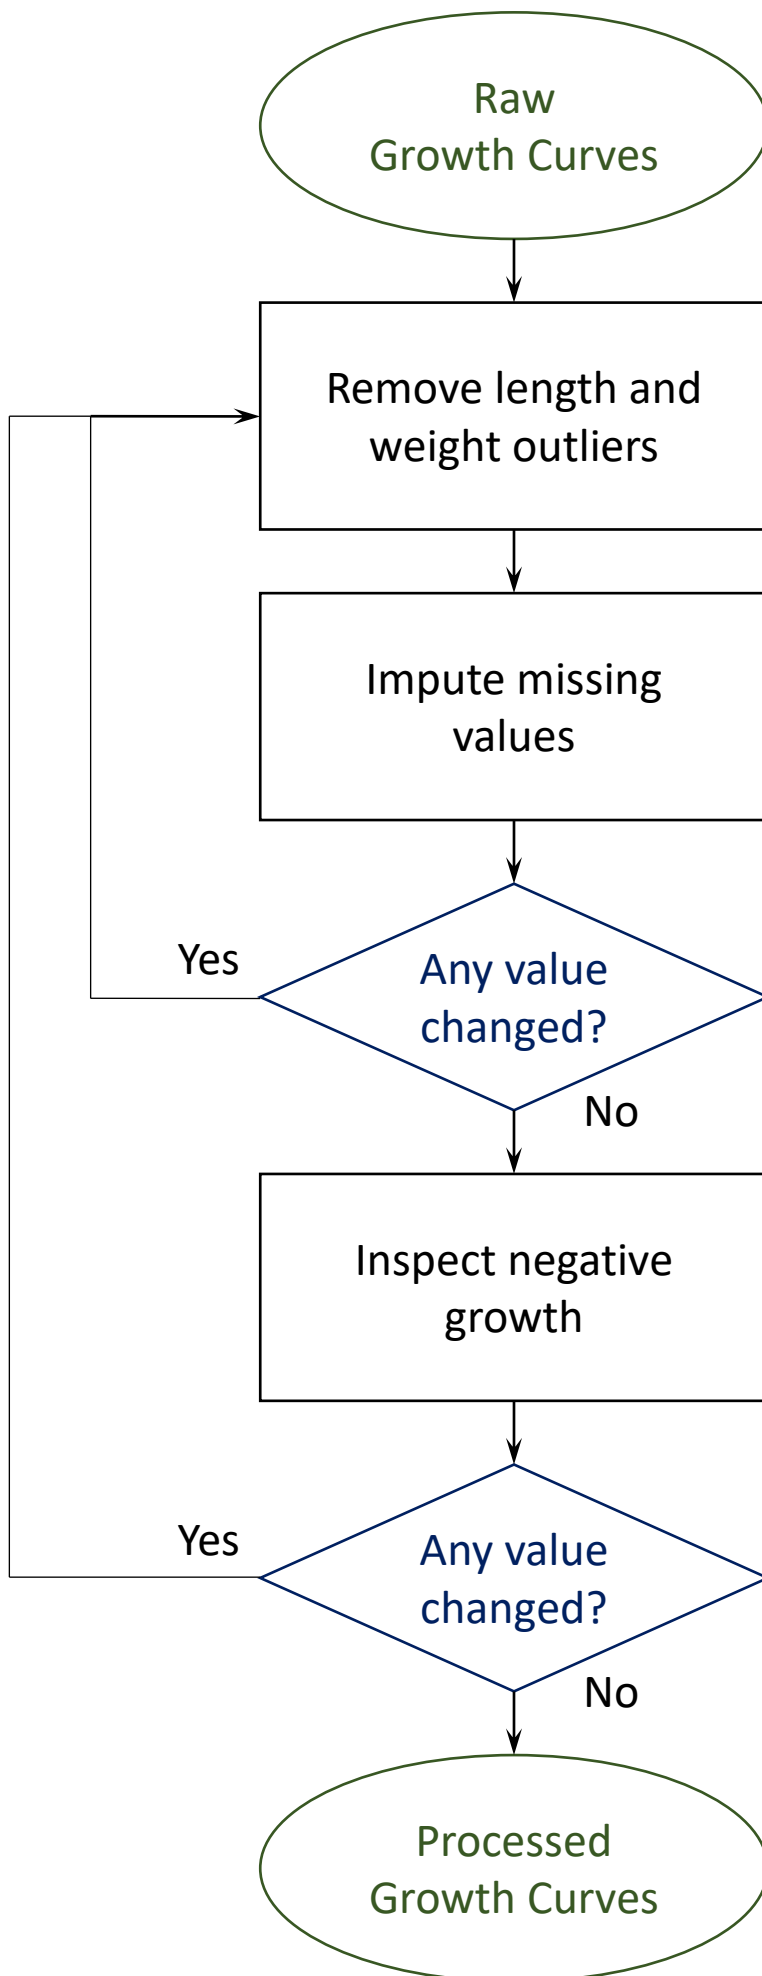 Raw
Growth Curves
Remove length and
weight outliers
Impute missing
values
Yes
Any value
changed?
No
Inspect negative
growth
Yes
Any value
changed?
No
Processed
Growth Curves